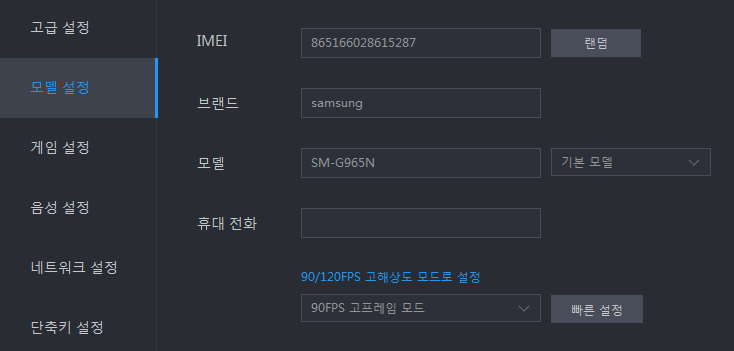 고급 설정
모델 설정
게임 설정
음성 설정
네트워크 설정
단축키 설정
IMEI 865166028615287 랜덤
브랜드 samsung
모델 SM-G965N 기본 모델
휴대 전화
90/120FPS 고해상도 모드로 설정
90FPS 고프레임 모드 빠른 설정